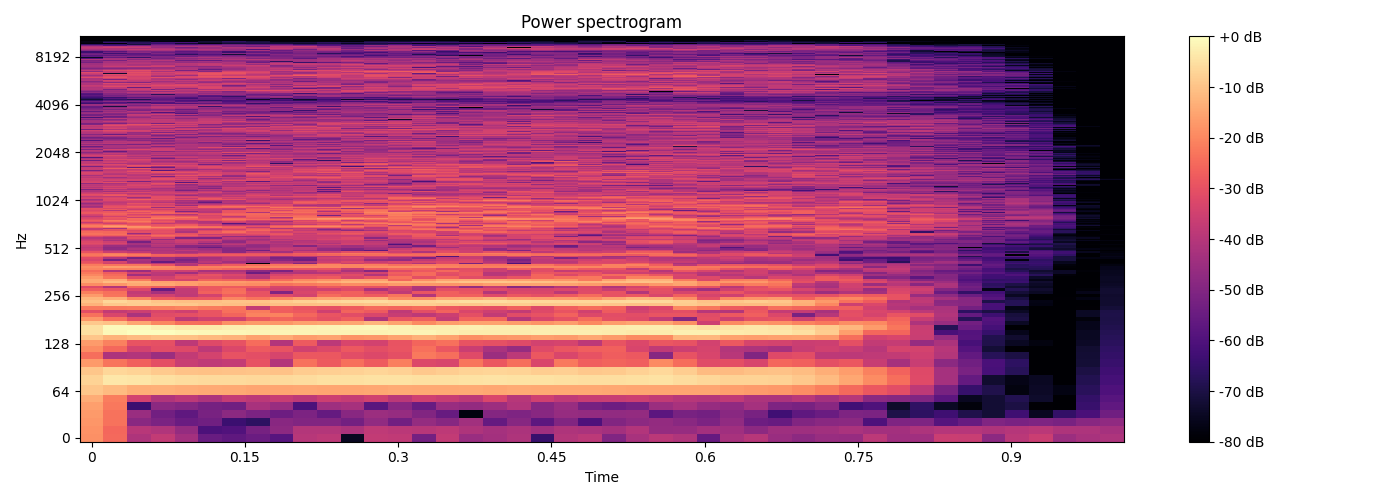 Power spectrogram
Hz
8192
4096
2048
1024
512
256
128
64
0
0 0.15 0.3 0.45 0.6 0.75 0.9
Time
+0 dB
-10 dB
-20 dB
-30 dB
-40 dB
-50 dB
-60 dB
-70 dB
-80 dB